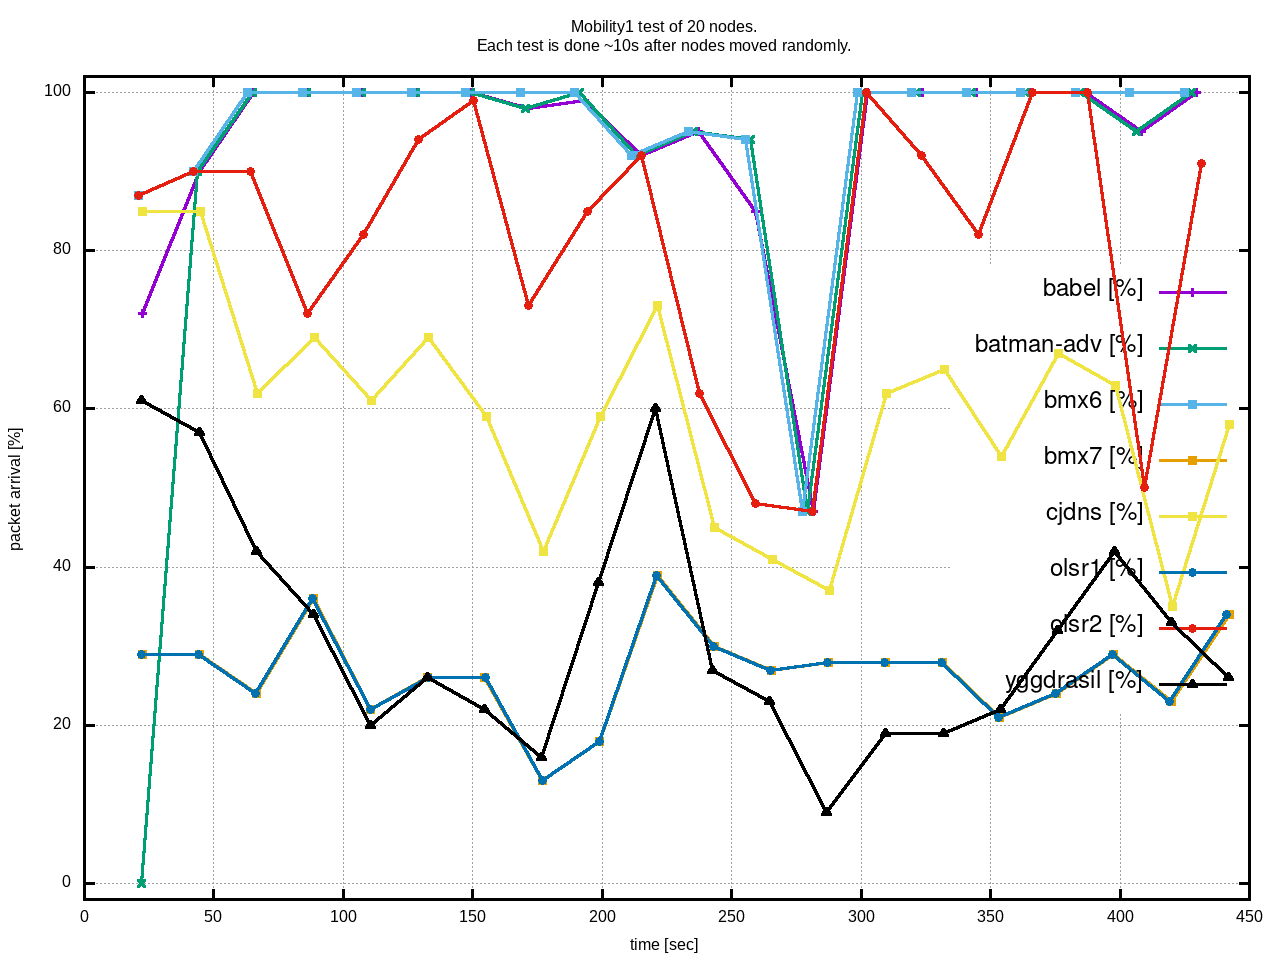 Mobility1 test of 20 nodes.
Each test is done ~10s after nodes moved randomly.
packet arrival [%]
100
80
60
40
20
0
babel [%]
batman-adv [%]
bmx6 [%]
bmx7 [%]
cjdns [%]
olsr1 [%]
olsr2 [%]
yggdrasil [%]
0 50 100 150 200 250 300 350 400 450
time [sec]